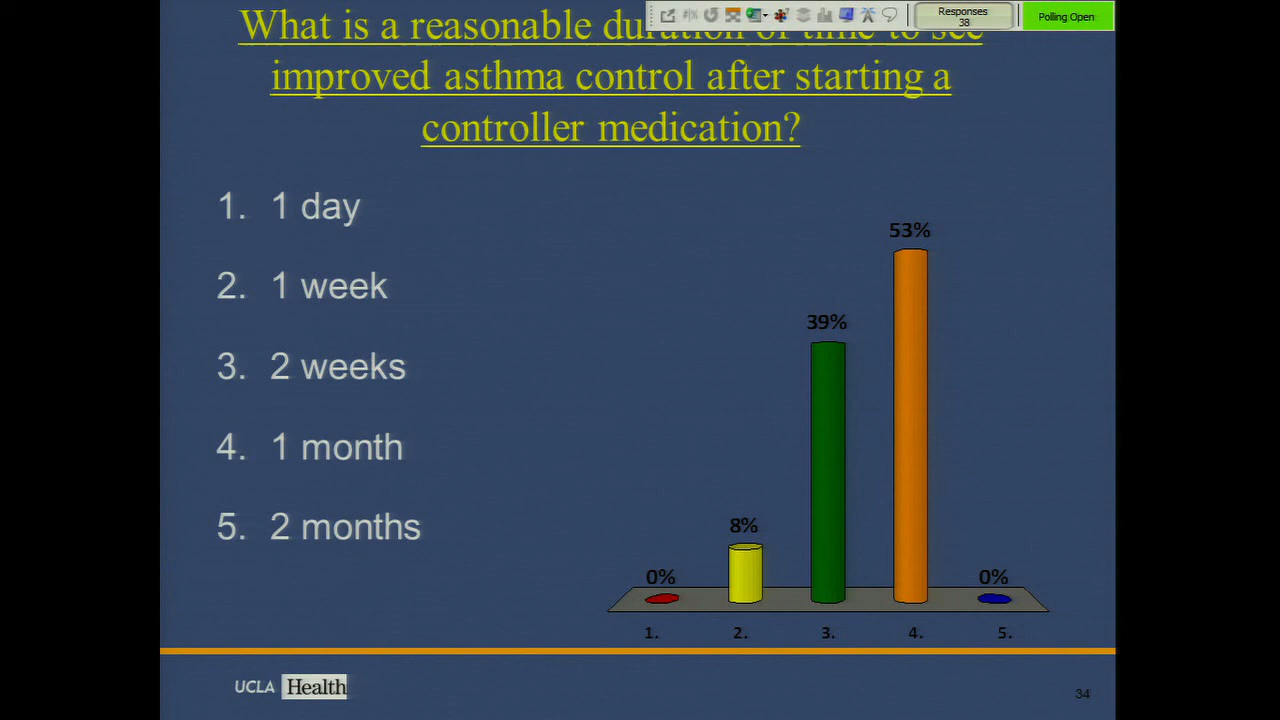 Responses
38
Polling Open
What is a reasonable duration of time to see
improved asthma control after starting a
controller medication?
1. 1 day
2. 1 week
3. 2 weeks
4. 1 month
5. 2 months
53%
39%
8%
0%
0%
1. 2. 3. 4. 5.
UCLA Health
34